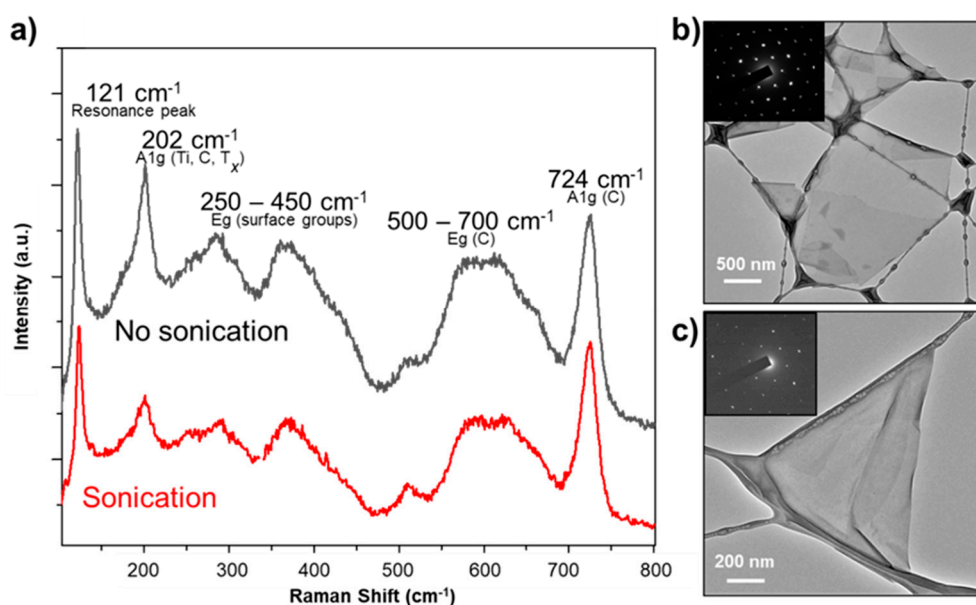 a)
121 cm⁻¹
Resonance peak
202 cm⁻¹
A1g (Ti, C, Tₓ)
250 – 450 cm⁻¹
Eg (surface groups)
500 – 700 cm⁻¹
Eg (C)
724 cm⁻¹
A1g (C)
No sonication
Sonication
Intensity (a.u.)
200 300 400 500 600 700 800
Raman Shift (cm⁻¹)
b)
500 nm
c)
200 nm